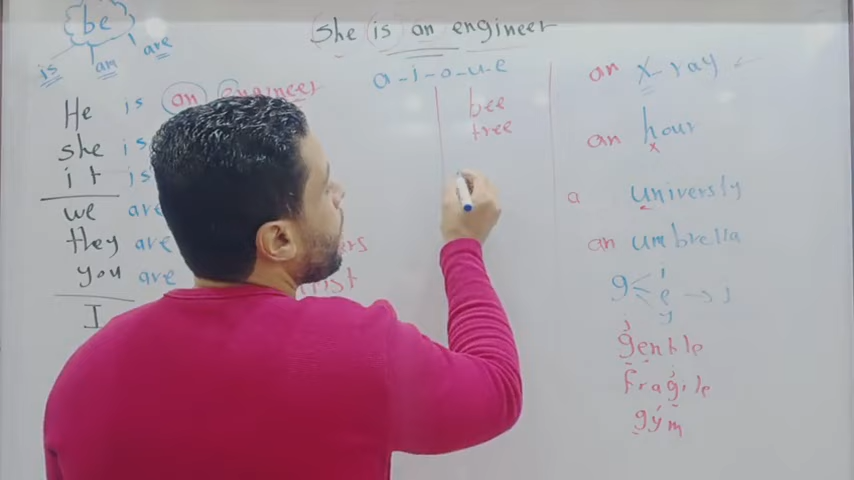 be
is am are
She is an engineer
a-i-o-u-e
He is an engineer
she is
it is
we are
they are
you are
I
bee
tree
an x-ray
an hour
x
a universty
an umbrella
g i
e → j
y
j
gentle
j
fragile
j
gym